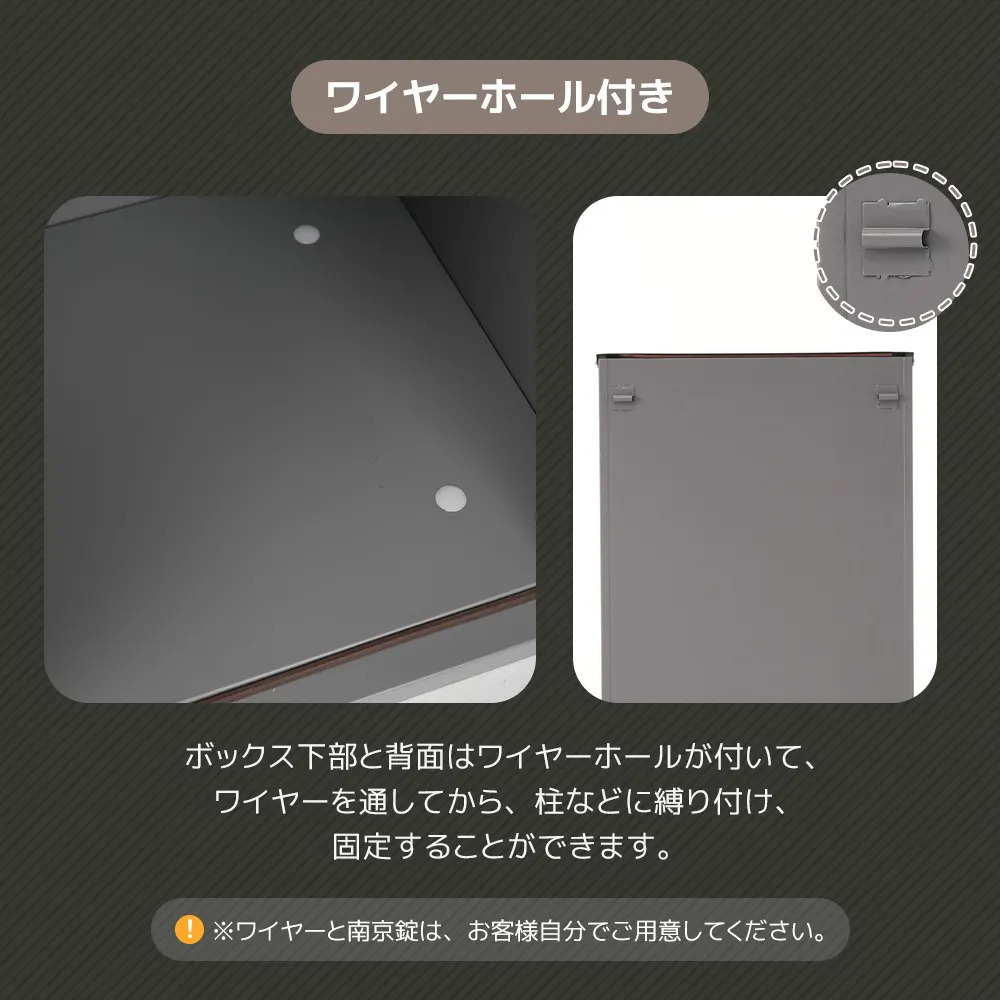 ワイヤーホール付き
ボックス下部と背面はワイヤーホールが付いて、
ワイヤーを通してから、柱などに縛り付け、
固定することができます。
! ※ワイヤーと南京錠は、お客様自分でご用意してください。